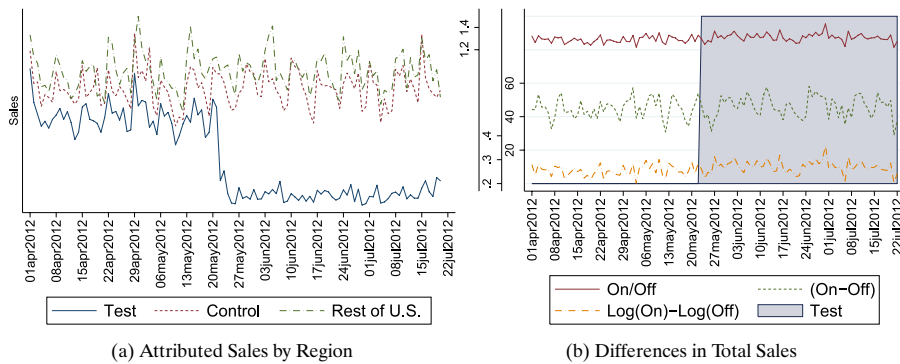 Sales
01apr2012
08apr2012
15apr2012
22apr2012
29apr2012
06may2012
13may2012
20may2012
27may2012
03jun2012
10jun2012
17jun2012
24jun2012
01jul2012
08jul2012
15jul2012
22jul2012
Test
Control
Rest of U.S.
(a) Attributed Sales by Region
1.4
1.2
.4
.3
.2
60
40
20
01apr2012
08apr2012
15apr2012
22apr2012
29apr2012
06may2012
13may2012
20may2012
27may2012
03jun2012
10jun2012
17jun2012
24jun2012
01jul2012
08jul2012
15jul2012
22jul2012
On/Off
(On−Off)
Log(On)−Log(Off)
Test
(b) Differences in Total Sales